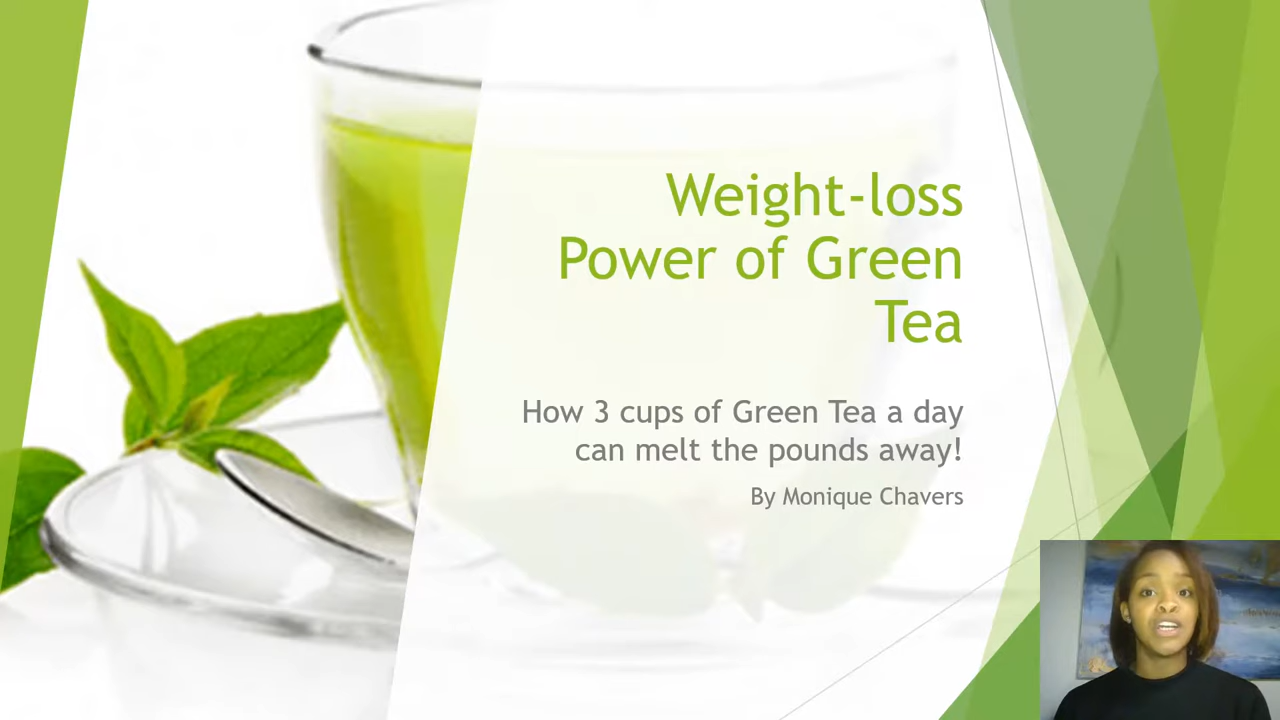 Weight-loss
Power of Green
Tea
How 3 cups of Green Tea a day
can melt the pounds away!
By Monique Chavers